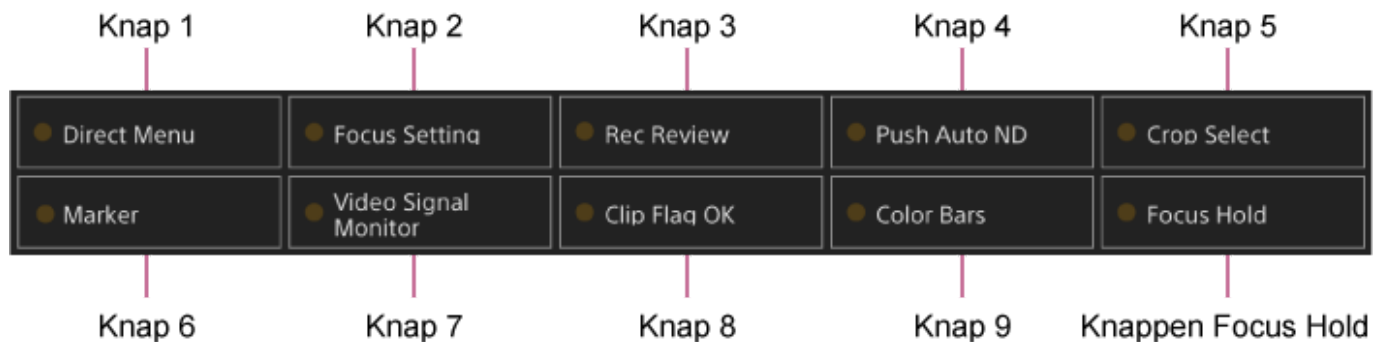 Knap 1 Knap 2 Knap 3 Knap 4 Knap 5
Direct Menu Focus Setting Rec Review Push Auto ND Crop Select
Marker Video Signal Monitor Clip Flag OK Color Bars Focus Hold
Knap 6 Knap 7 Knap 8 Knap 9 Knappen Focus Hold